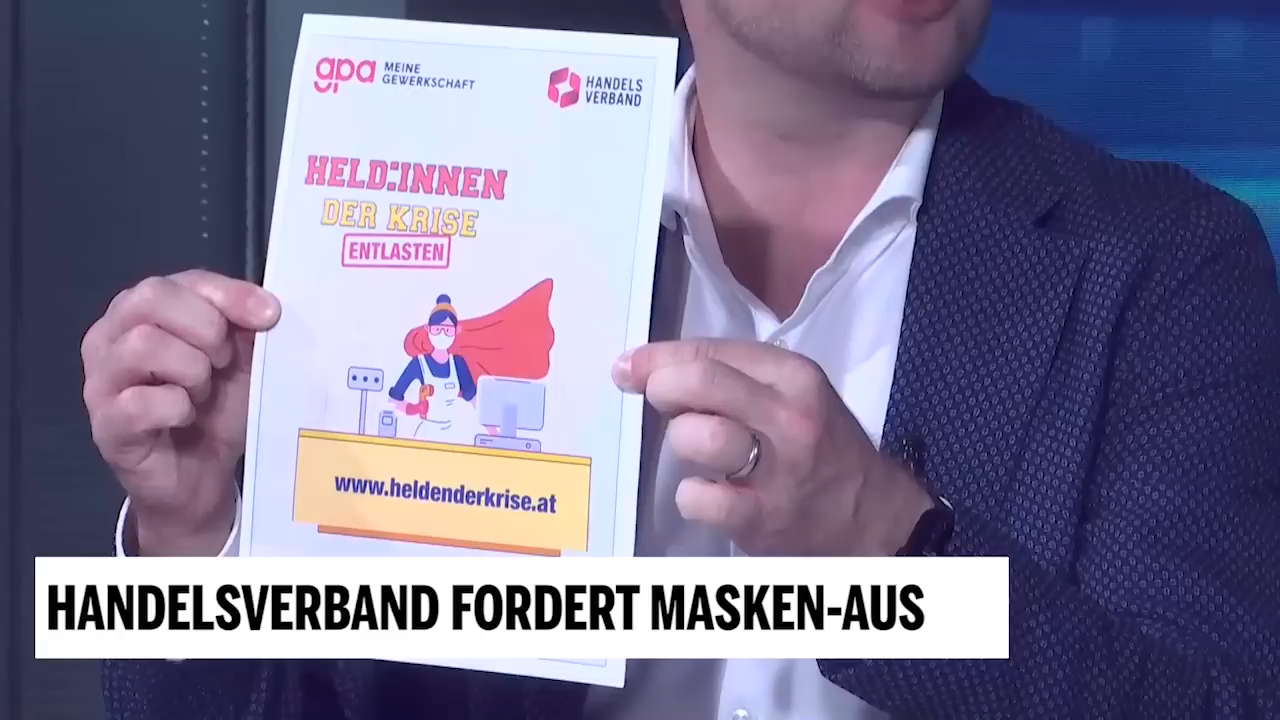 gpa MEINE
GEWERKSCHAFT
HANDELS
VERBAND
HELD:INNEN
DER KRISE
ENTLASTEN
www.heldenderkrise.at
HANDELSVERBAND FORDERT MASKEN-AUS